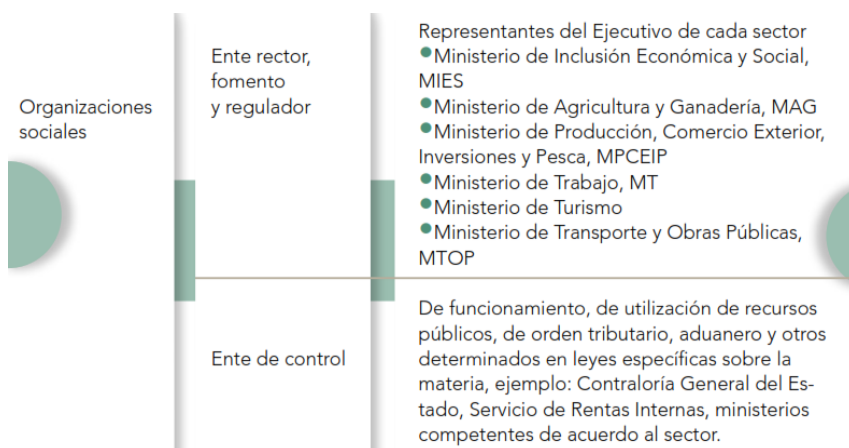 Organizaciones
sociales
Ente rector,
fomento
y regulador
Representantes del Ejecutivo de cada sector
●Ministerio de Inclusión Económica y Social,
MIES
●Ministerio de Agricultura y Ganadería, MAG
●Ministerio de Producción, Comercio Exterior,
Inversiones y Pesca, MPCEIP
●Ministerio de Trabajo, MT
●Ministerio de Turismo
●Ministerio de Transporte y Obras Públicas,
MTOP
Ente de control
De funcionamiento, de utilización de recursos
públicos, de orden tributario, aduanero y otros
determinados en leyes específicas sobre la
materia, ejemplo: Contraloría General del Es-
tado, Servicio de Rentas Internas, ministerios
competentes de acuerdo al sector.